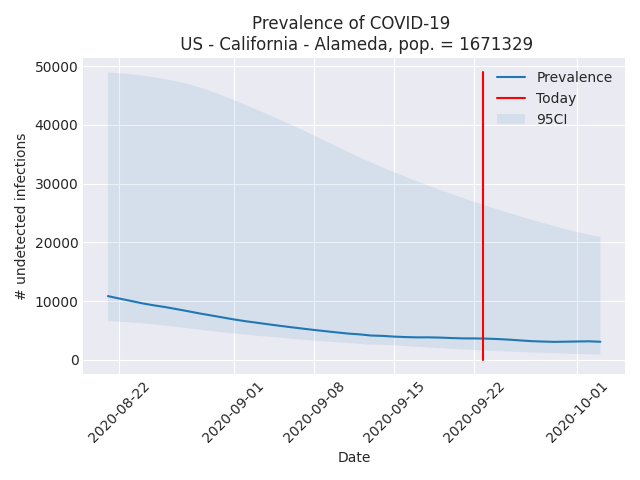 Prevalence of COVID-19
US - California - Alameda, pop. = 1671329
50000
40000
30000
20000
10000
0
# undetected infections
Prevalence
Today
95CI
2020-08-22
2020-09-01
2020-09-08
2020-09-15
2020-09-22
2020-10-01
Date